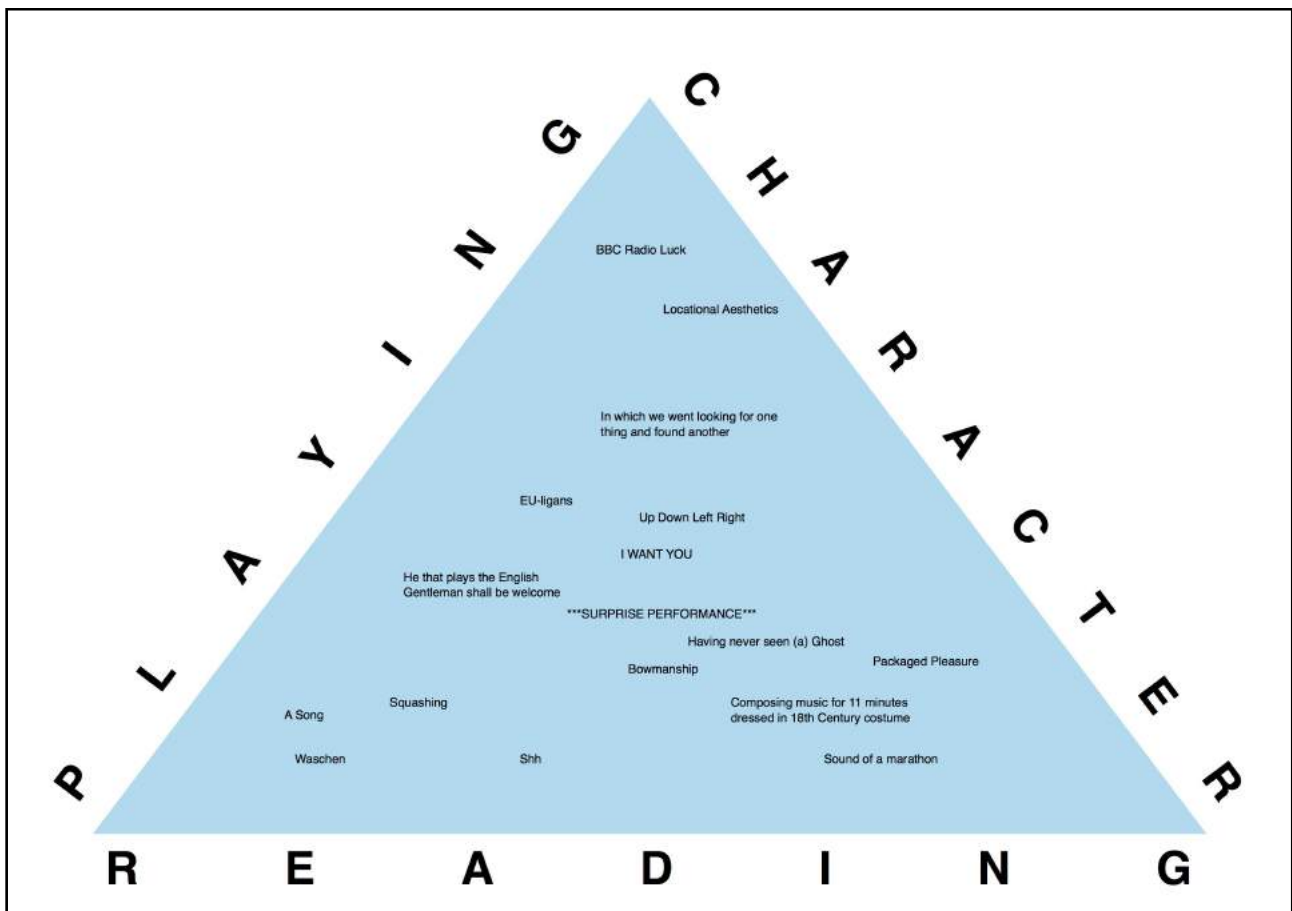 PLAYING
CHARACTER
BBC Radio Luck
Locational Aesthetics
In which we went looking for one
thing and found another
EU-ligans
Up Down Left Right
I WANT YOU
He that plays the English
Gentleman shall be welcome
***SURPRISE PERFORMANCE***
Having never seen (a) Ghost
Packaged Pleasure
Bowmanship
Squashing
Composing music for 11 minutes
dressed in 18th Century costume
A Song
Waschen
Shh
Sound of a marathon
READING